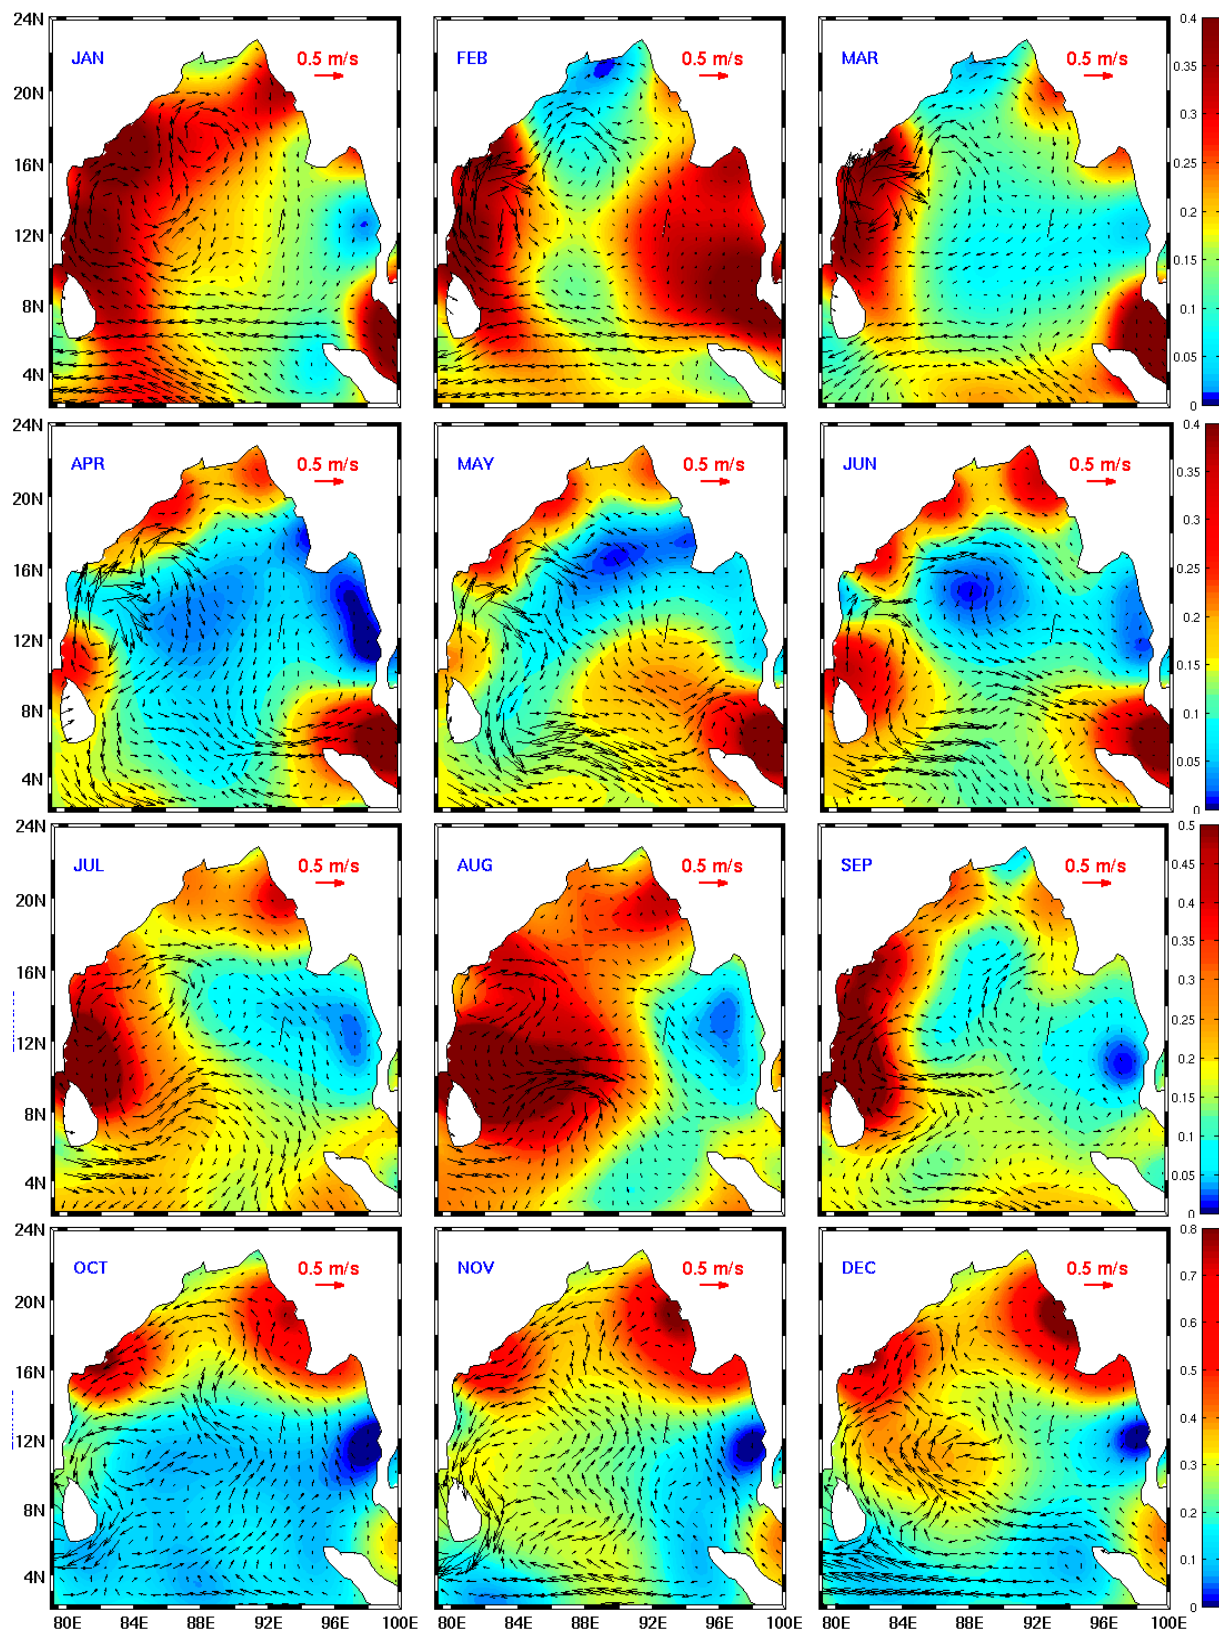 24N
JAN 0.5 m/s FEB 0.5 m/s MAR 0.5 m/s 0.4
0.35
20N
0.3
16N 0.25
0.2
12N
0.15
8N 0.1
0.05
4N
0
24N 0.4
APR 0.5 m/s MAY 0.5 m/s JUN 0.5 m/s
0.35
20N
0.3
16N 0.25
0.2
12N
0.15
8N 0.1
4N 0.05
0
24N 0.5
JUL 0.5 m/s AUG 0.5 m/s SEP 0.5 m/s 0.45
20N 0.4
0.35
16N 0.3
0.25
12N 0.2
0.15
8N 0.1
4N 0.05
0
24N 0.8
OCT 0.5 m/s NOV 0.5 m/s DEC 0.5 m/s
0.7
20N
0.6
16N 0.5
0.4
12N
0.3
8N 0.2
4N 0.1
0
80E 84E 88E 92E 96E 100E 80E 84E 88E 92E 96E 100E 80E 84E 88E 92E 96E 100E